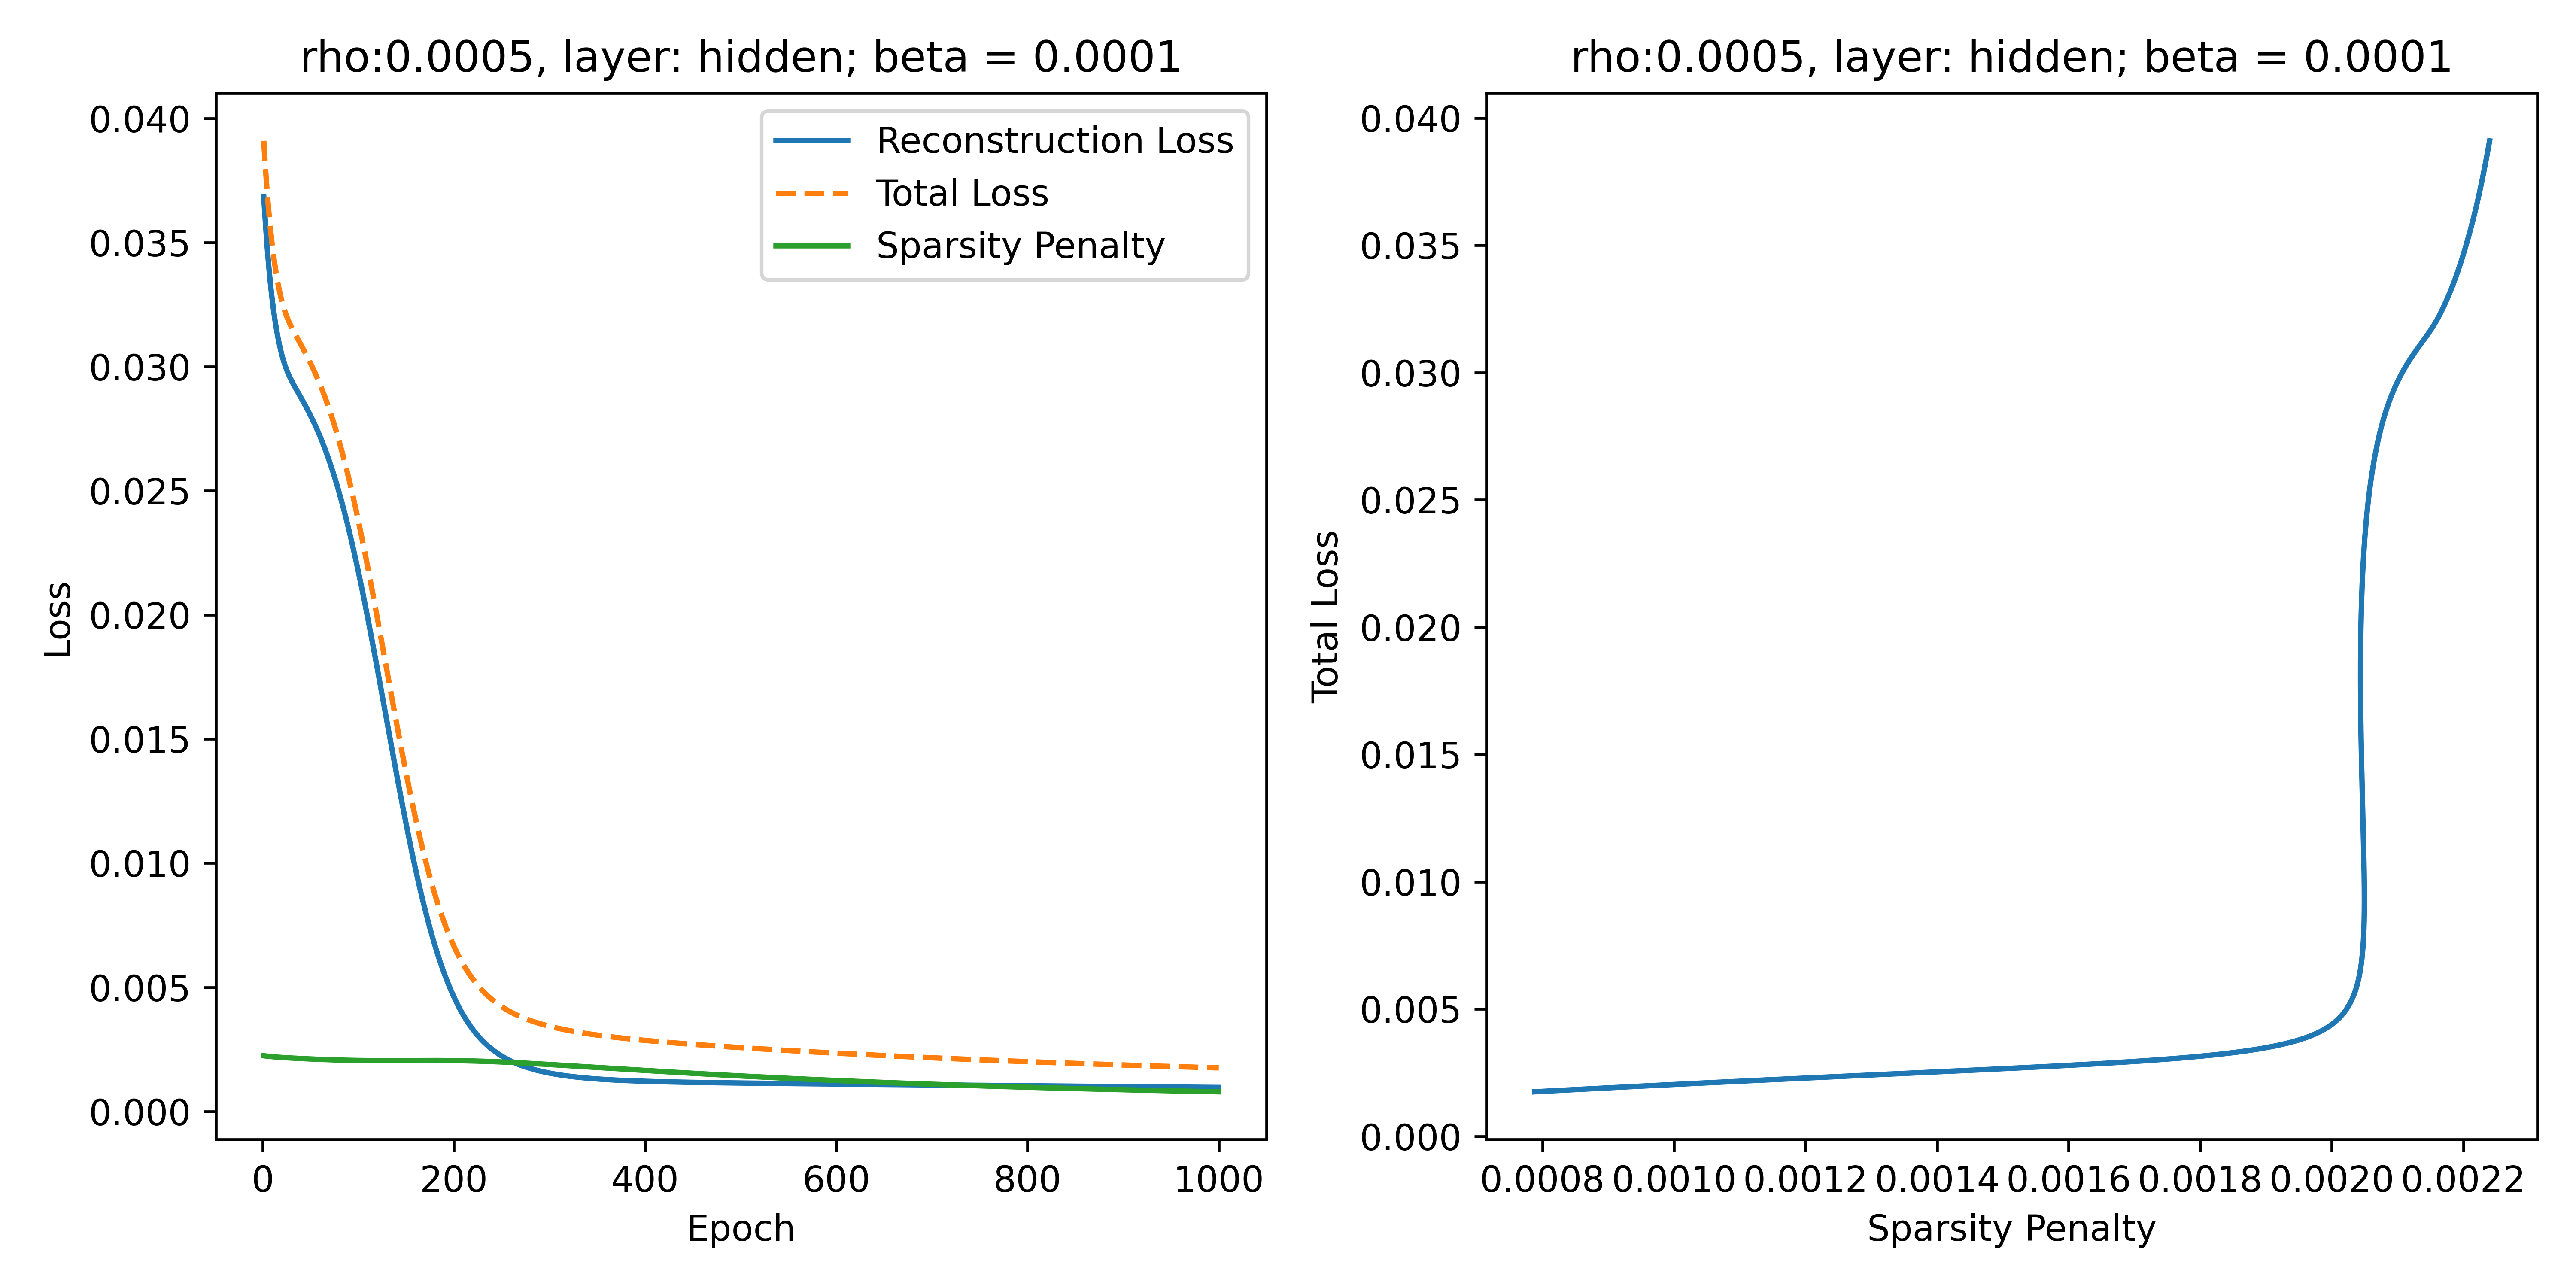 rho:0.0005, layer: hidden; beta = 0.0001
0.040
0.035
0.030
0.025
0.020
0.015
0.010
0.005
0.000
Loss
Reconstruction Loss
Total Loss
Sparsity Penalty
0 200 400 600 800 1000
Epoch
rho:0.0005, layer: hidden; beta = 0.0001
0.040
0.035
0.030
0.025
0.020
0.015
0.010
0.005
0.000
Total Loss
0.0008 0.0010 0.0012 0.0014 0.0016 0.0018 0.0020 0.0022
Sparsity Penalty